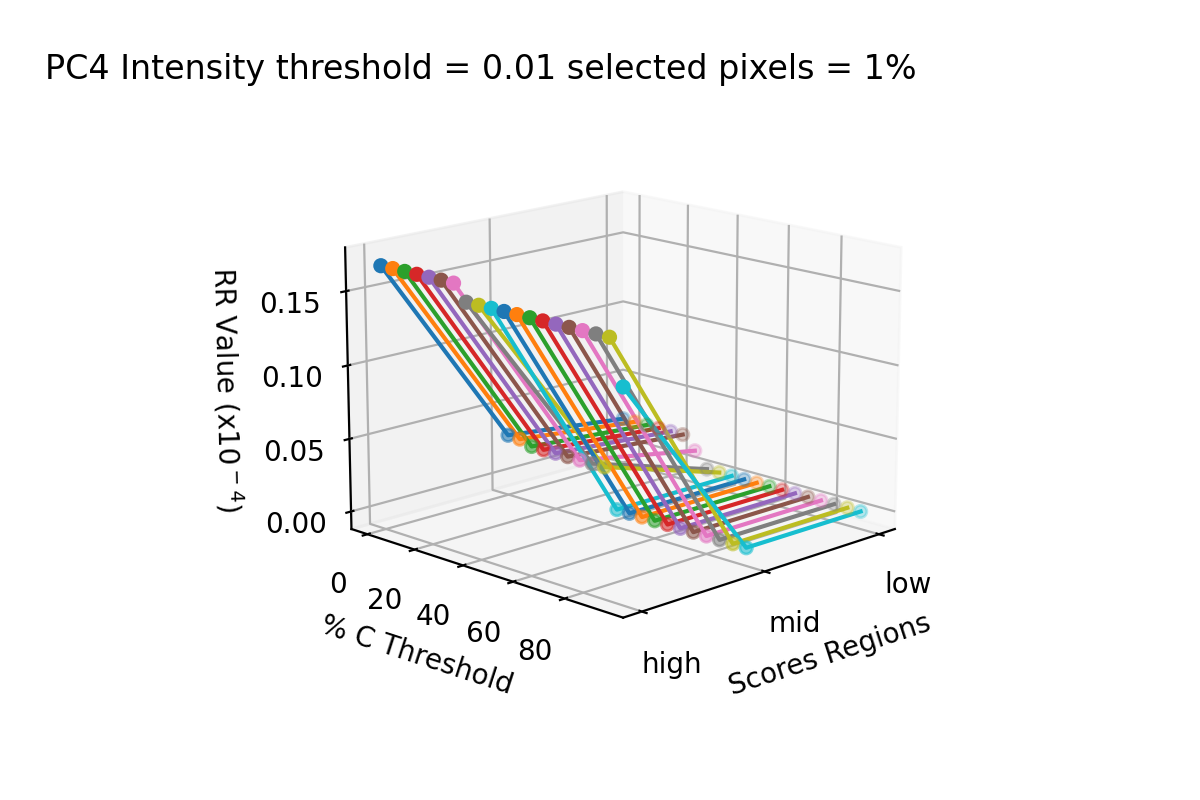 PC4 Intensity threshold = 0.01 selected pixels = 1%
RR Value (x10⁻⁴)
0.15
0.10
0.05
0.00
0
20
40
60
80
% C Threshold
high
mid
low
Scores Regions